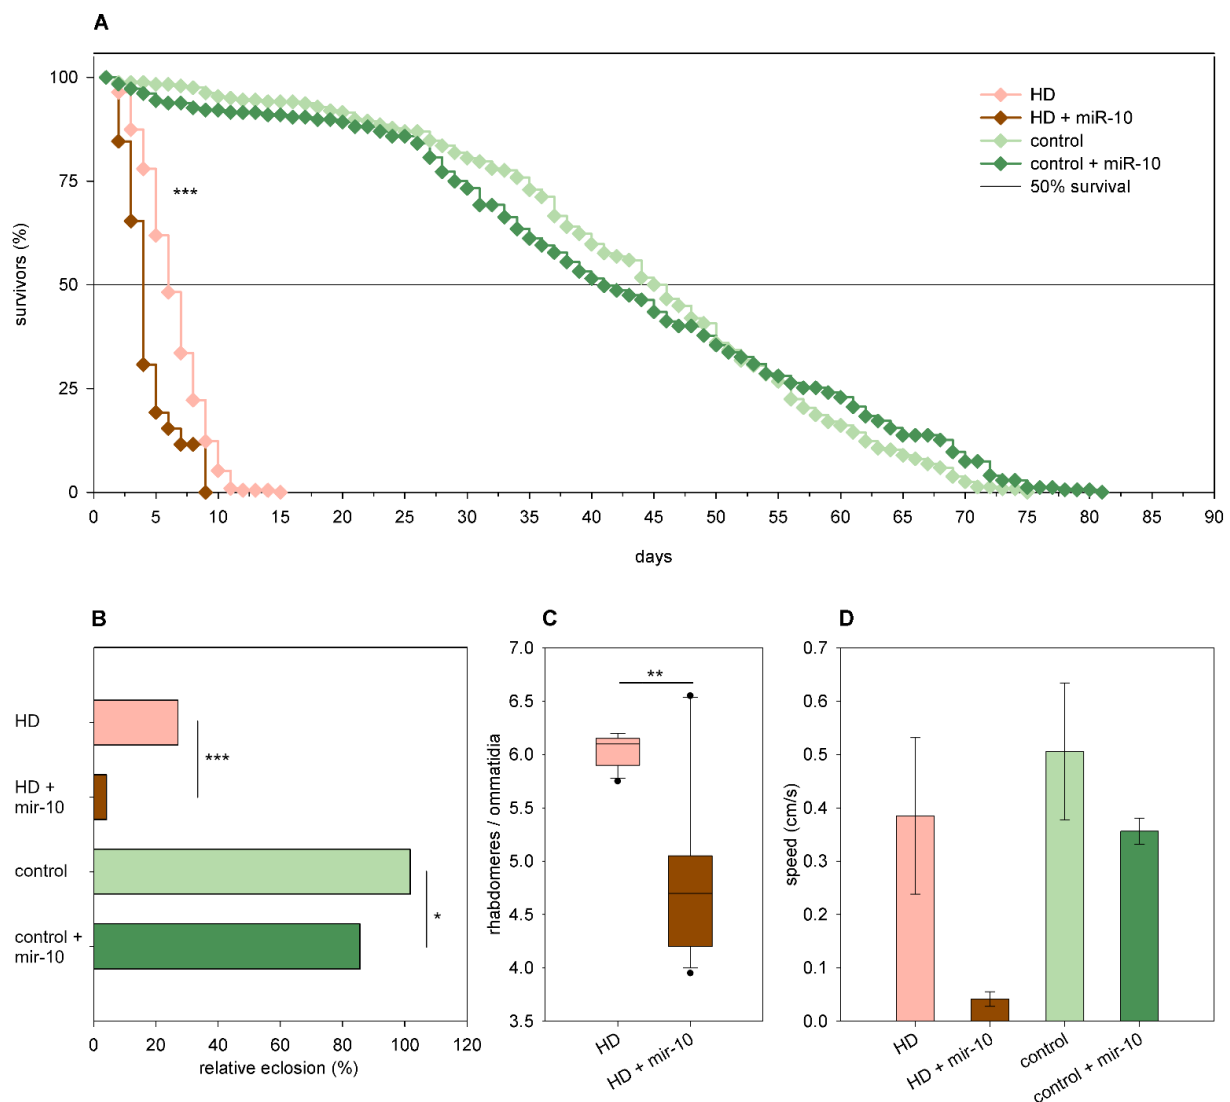 A
100
75
50
25
0
survivors (%)
***
HD
HD + miR-10
control
control + miR-10
50% survival
0 5 10 15 20 25 30 35 40 45 50 55 60 65 70 75 80 85 90
days
B
HD
HD +
mir-10
control
control +
mir-10
***
*
0 20 40 60 80 100 120
relative eclosion (%)
C
7.0
6.5
6.0
5.5
5.0
4.5
4.0
3.5
rhabdomeres / ommatidia
**
HD
HD + mir-10
D
0.7
0.6
0.5
0.4
0.3
0.2
0.1
0.0
speed (cm/s)
HD
HD + mir-10
control
control + mir-10